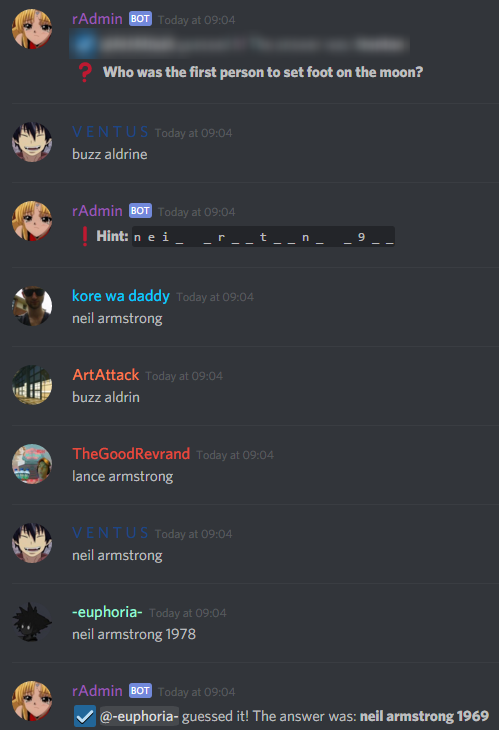 rAdmin BOT Today at 09:04
❓ Who was the first person to set foot on the moon?
V E N T U S Today at 09:04
buzz aldrine
rAdmin BOT Today at 09:04
❗ Hint: n e i _   _ r _ _ t _ _ n _   _ 9 _ _
kore wa daddy Today at 09:04
neil armstrong
ArtAttack Today at 09:04
buzz aldrin
TheGoodRevrand Today at 09:04
lance armstrong
V E N T U S Today at 09:04
neil armstrong
-euphoria- Today at 09:04
neil armstrong 1978
rAdmin BOT Today at 09:04
@-euphoria- guessed it! The answer was: neil armstrong 1969